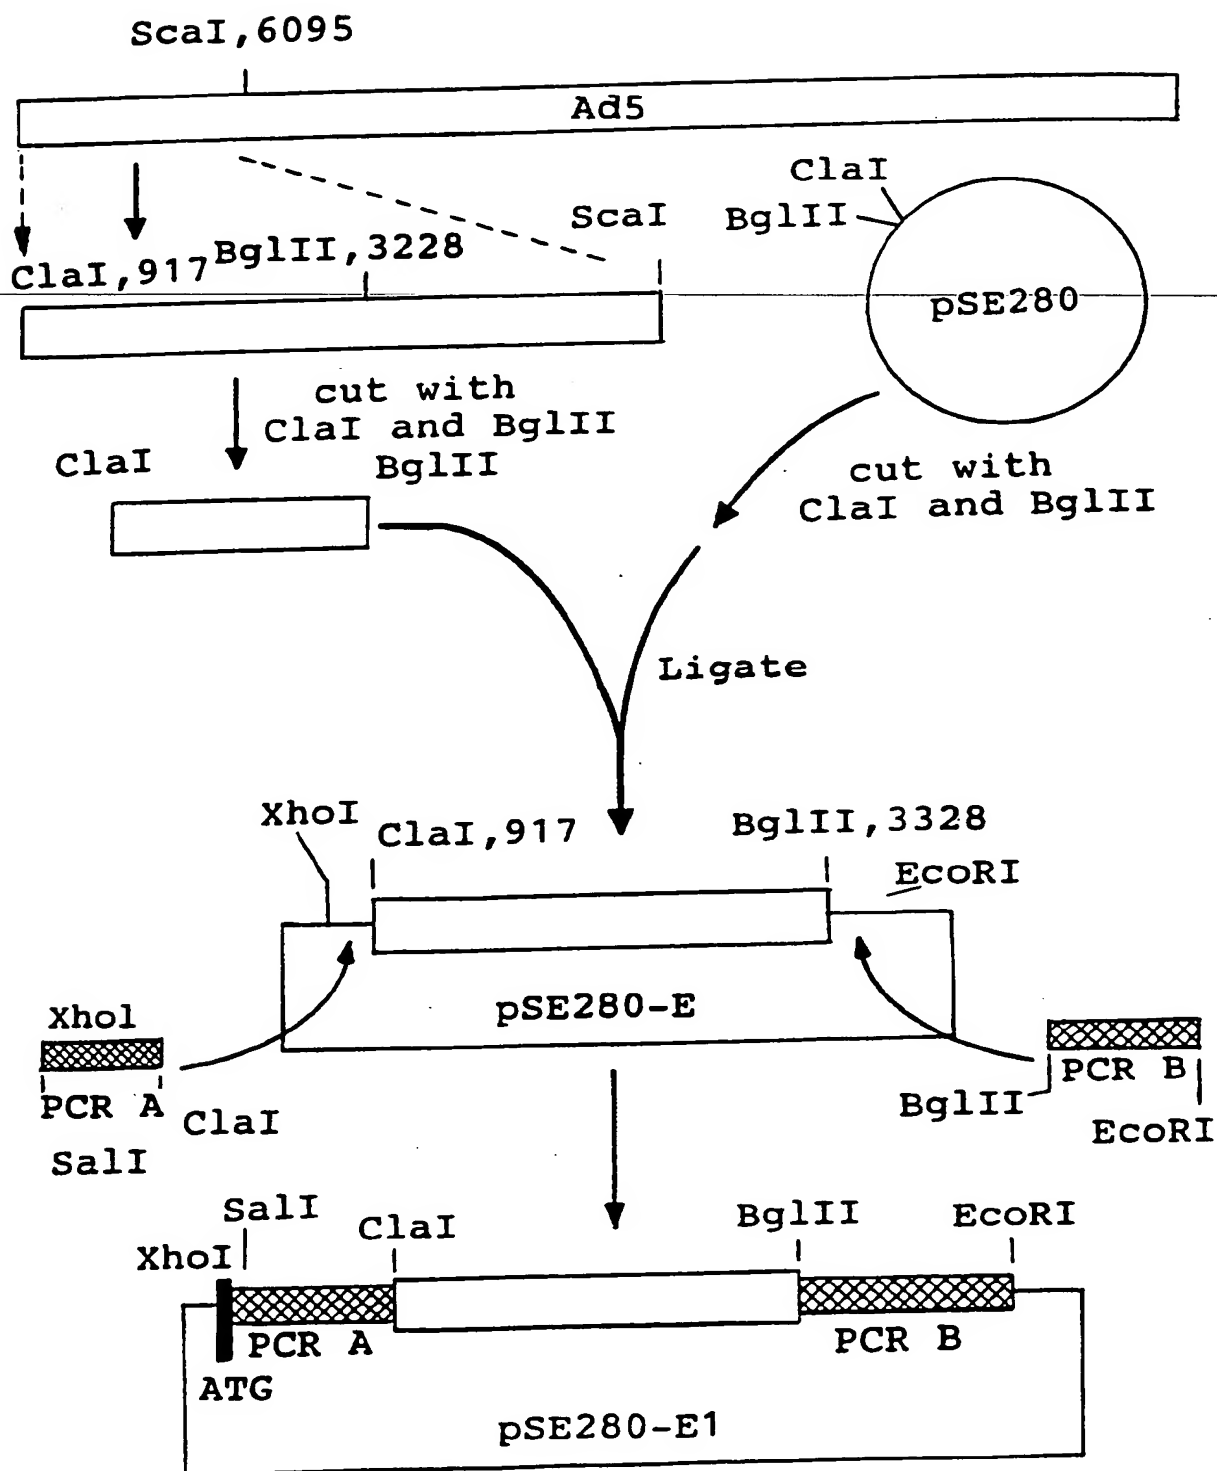 ScaI,6095
Ad5
ClaI
BglII
ScaI
BglII,3228
ClaI,917
pSE280
cut with
ClaI and BglII
ClaI
BglII
cut with
ClaI and BglII
Ligate
XhoI
ClaI,917
BglII,3328
EcoRI
pSE280-E
Xhol
PCR A
ClaI
SalI
PCR B
BglII
EcoRI
SalI
ClaI
BglII
EcoRI
XhoI
PCR A
PCR B
ATG
pSE280-E1